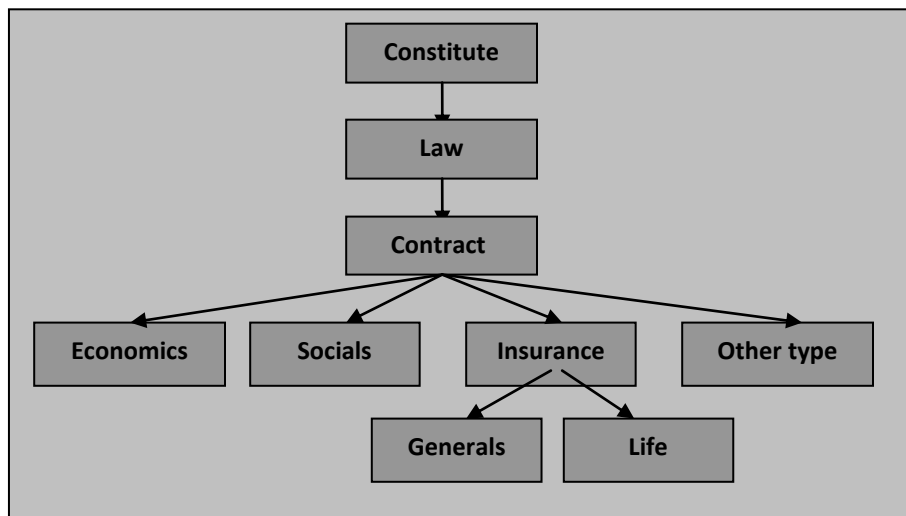 Constitute
Law
Contract
Economics
Socials
Insurance
Other type
Generals
Life